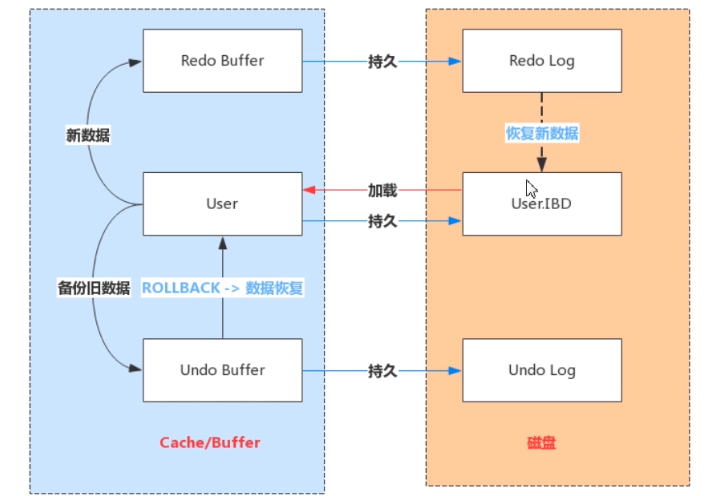 Redo Buffer
持久
Redo Log
新数据
恢复新数据
加载
User
User.IBD
持久
备份旧数据
ROLLBACK -> 数据恢复
Undo Buffer
持久
Undo Log
Cache/Buffer
磁盘